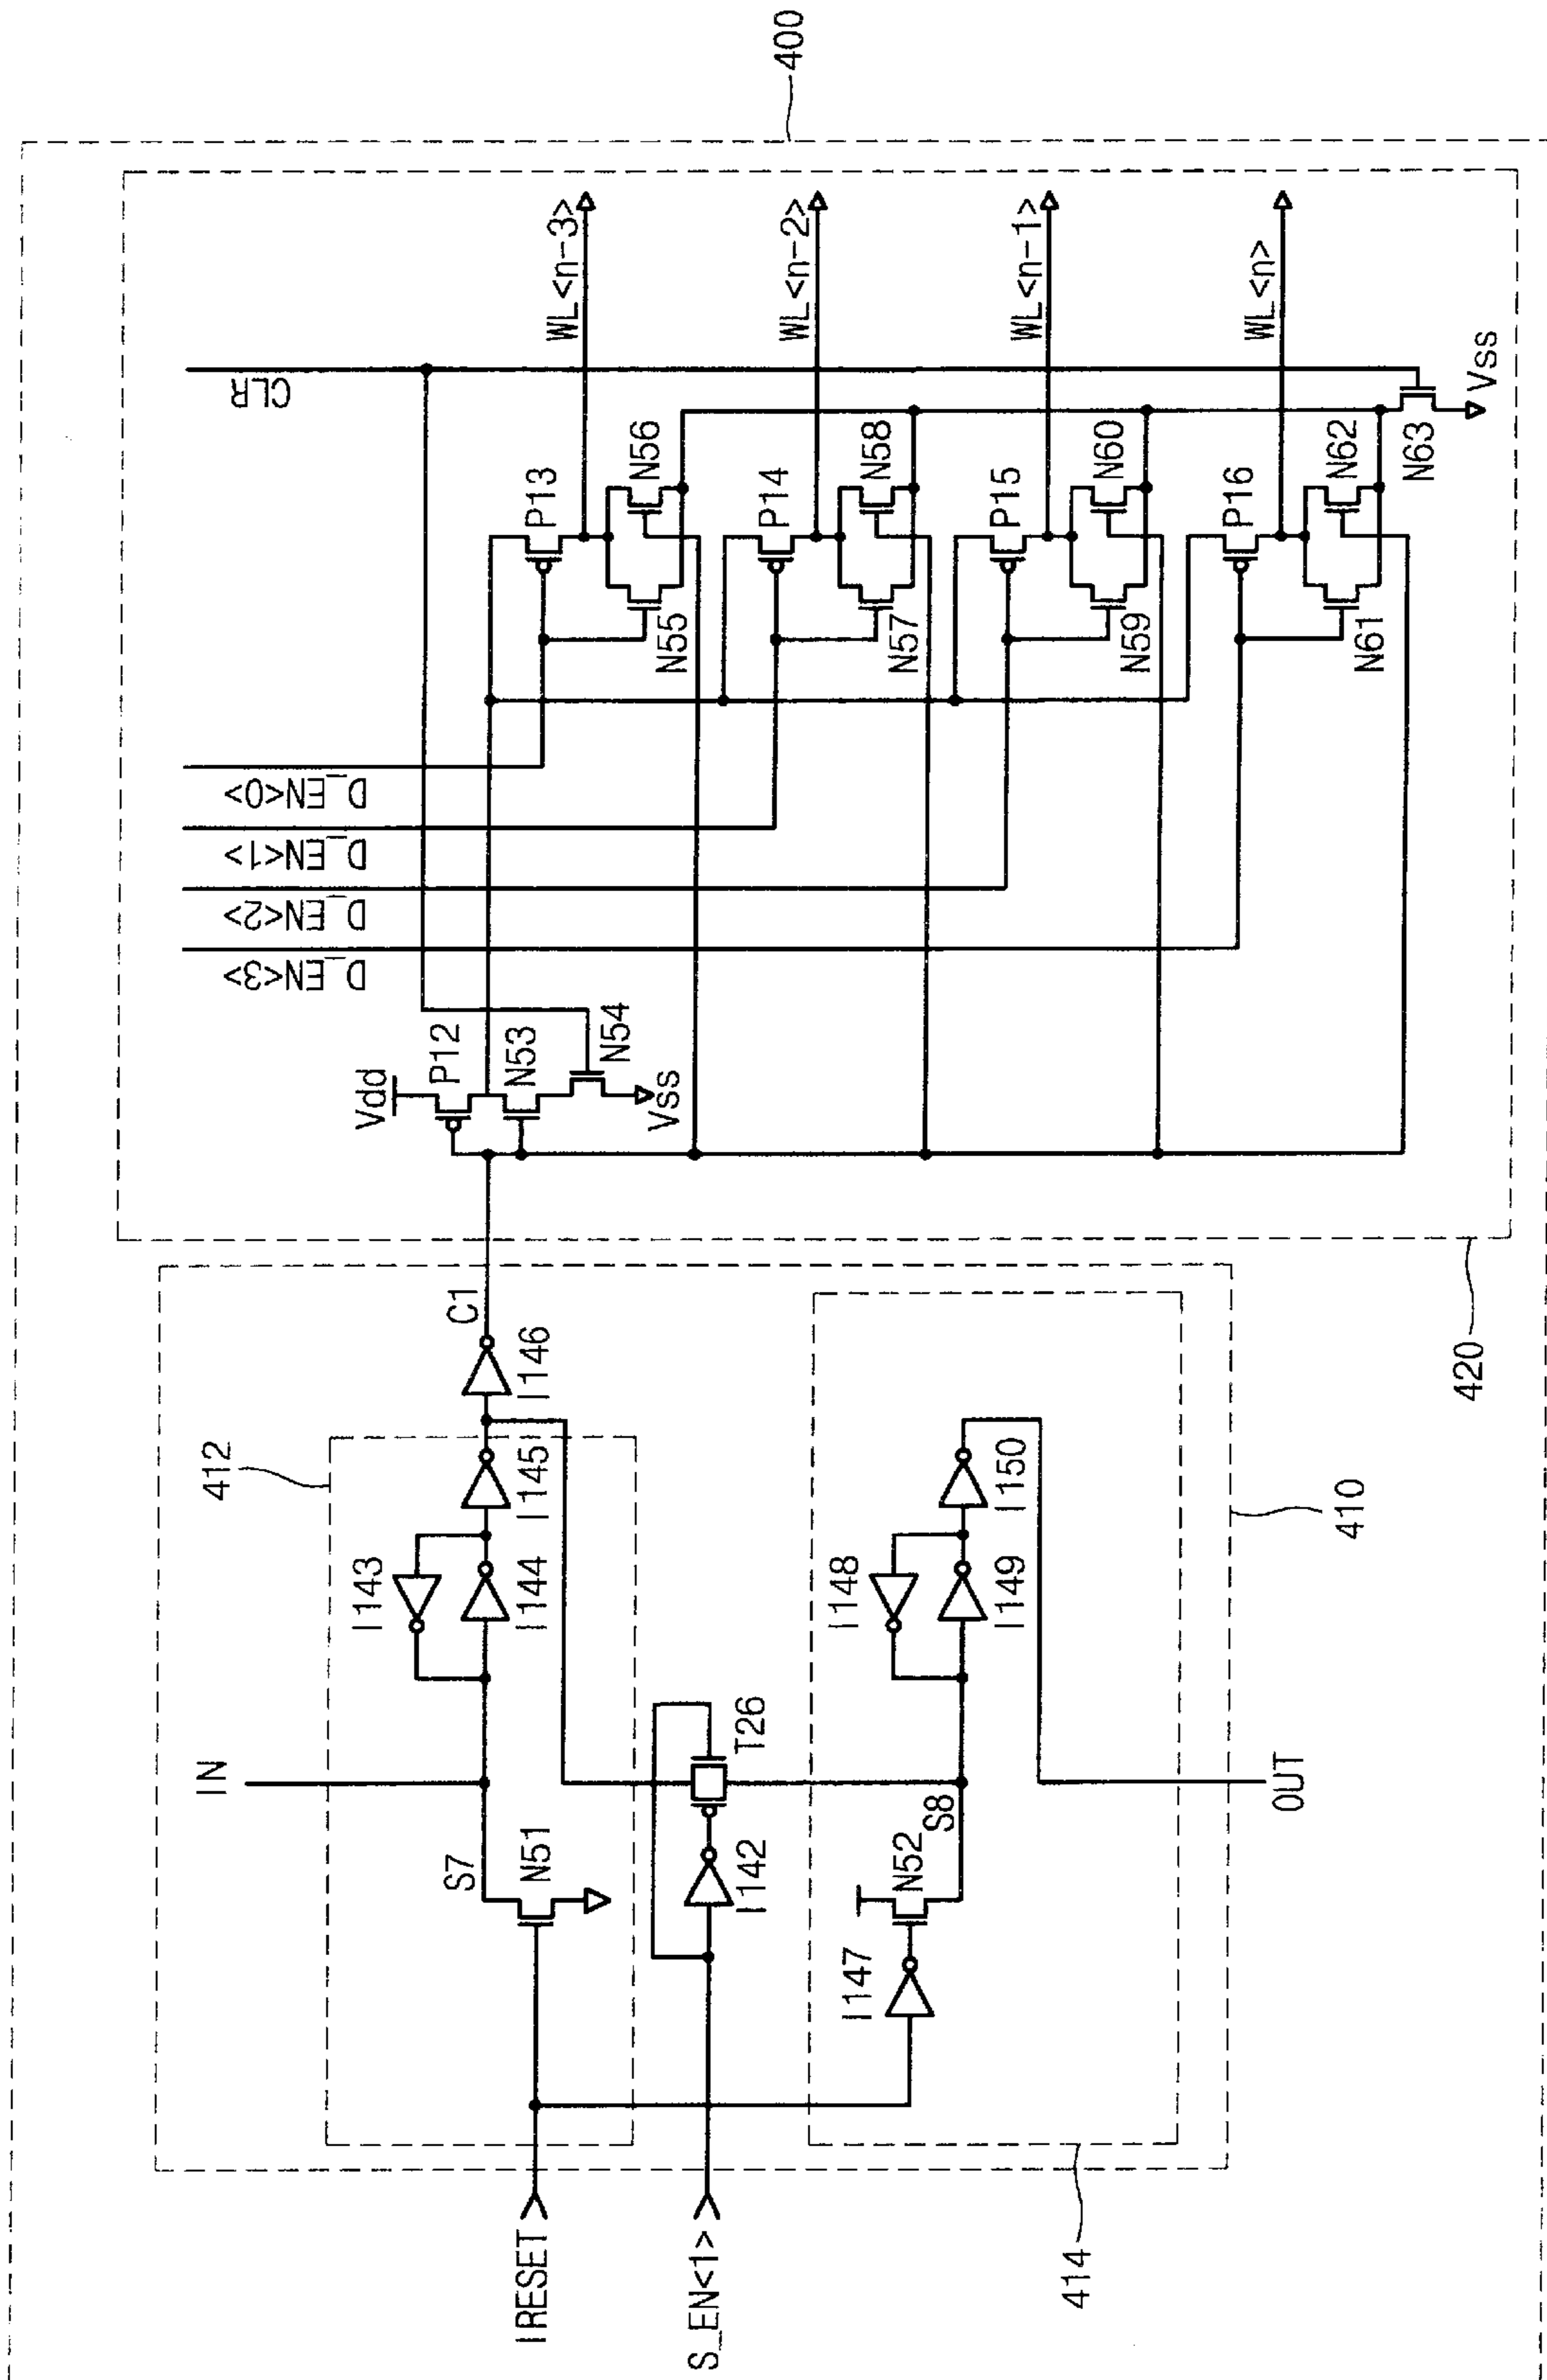 400
CLR
D_EN<0>
D_EN<1>
D_EN<2>
D_EN<3>
WL<n-3>
WL<n-2>
WL<n-1>
WL<n>
P13
N56
N55
P14
N58
N57
P15
N60
N59
P16
N62
N61
N63
Vss
Vdd
P12
N53
N54
Vss
420
C1
I146
412
I145
I143
I144
IN
S7
N51
T26
I142
410
I150
I148
I149
S8
N52
I147
OUT
IRESET
S_EN<1>
414